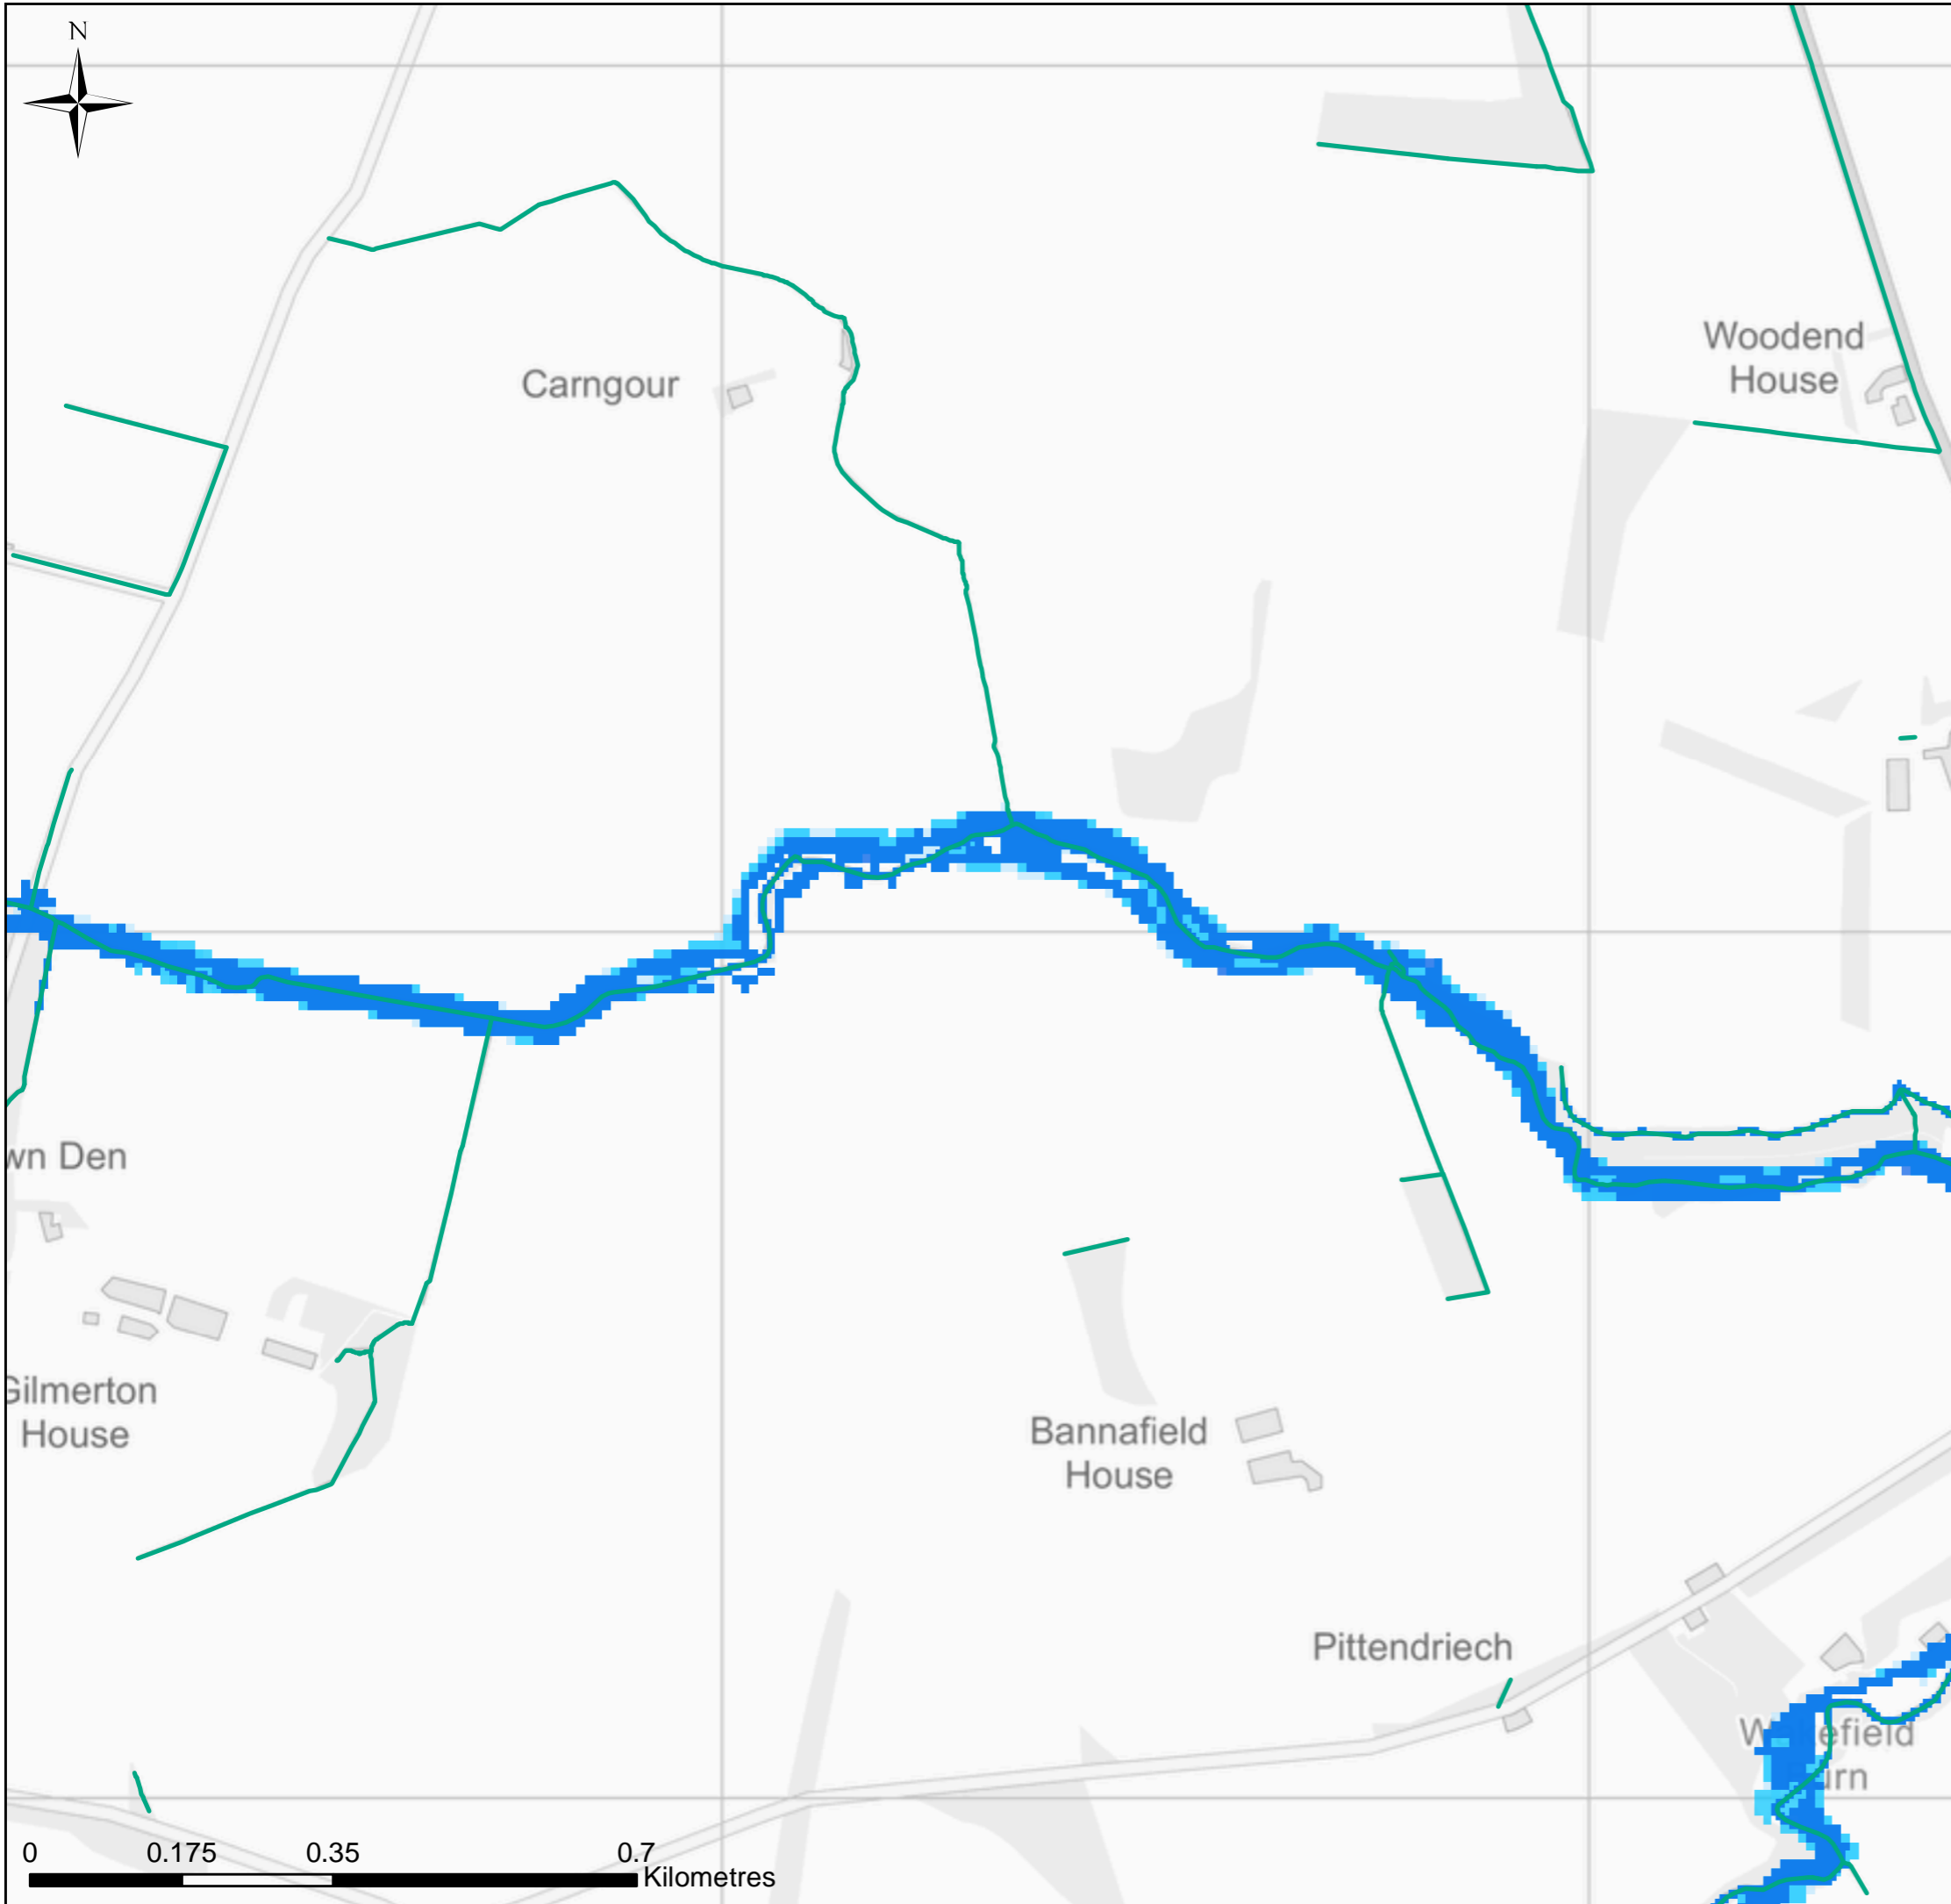 N
Woodend
House
Carngour
wn Den
Gilmerton
House
Bannafield
House
Pittendriech
0 0.175 0.35 0.7
Kilometres